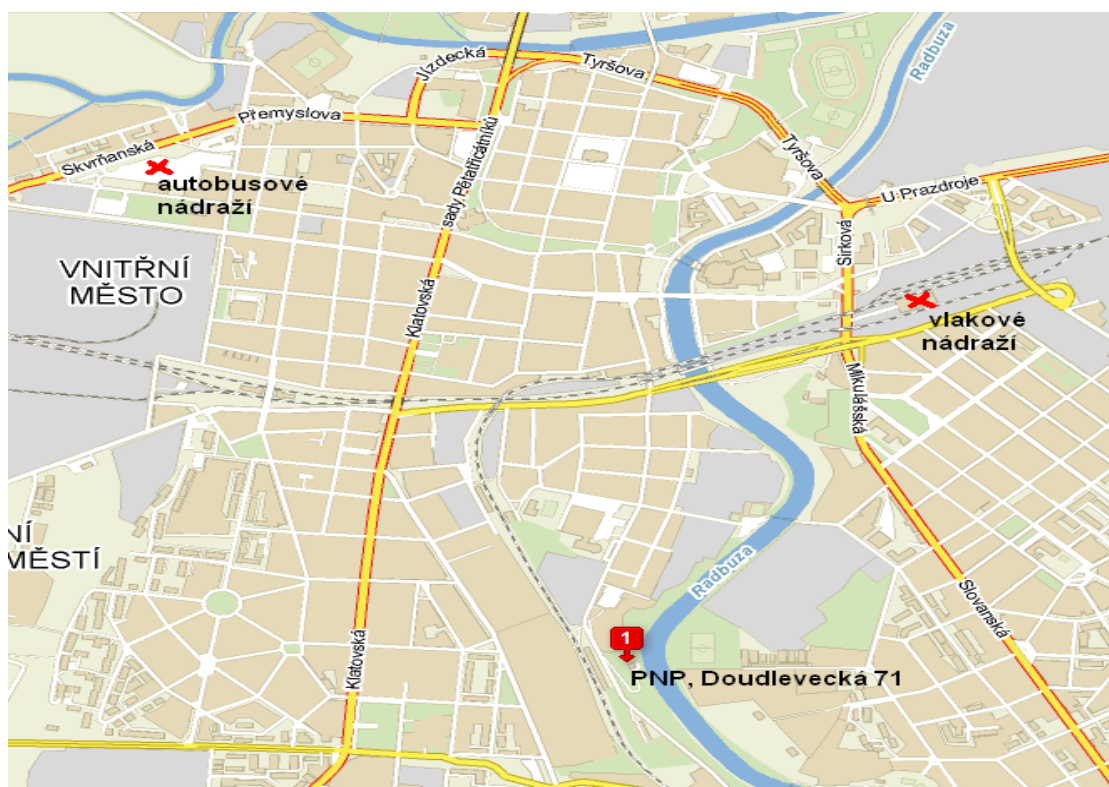 Radbuza
Jízdecká
Tyršova
Přemyslova
sady Pětatřicátníků
Skvrňanská
Tyršova
autobusové
nádraží
U Prazdroje
Sirková
VNITŘNÍ
MĚSTO
Klatovská
vlakové
nádraží
Mikulášská
NÍ
MĚSTÍ
Radbuza
Slovanská
1
Klatovská
PNP, Doudlevecká 71